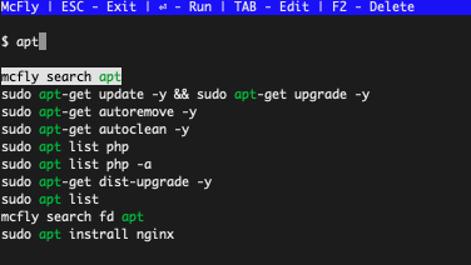 McFly | ESC - Exit | ⏎ - Run | TAB - Edit | F2 - Delete
$ apt
mcfly search apt
sudo apt-get update -y && sudo apt-get upgrade -y
sudo apt-get autoremove -y
sudo apt-get autoclean -y
sudo apt list php
sudo apt list php -a
sudo apt-get dist-upgrade -y
sudo apt list
mcfly search fd apt
sudo apt instrall nginx